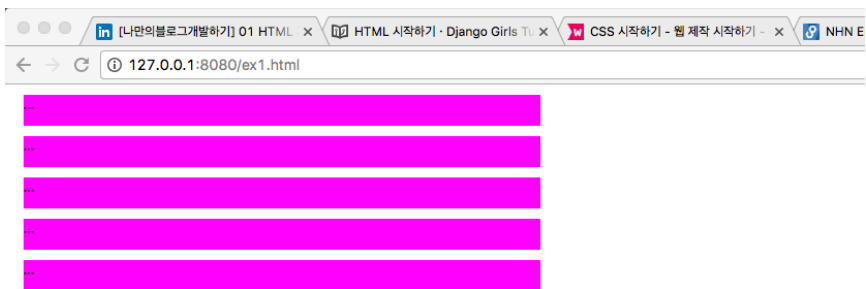 in [나만의블로그개발하기] 01 HTML
HTML 시작하기 · Django Girls Tu
W CSS 시작하기 - 웹 제작 시작하기 -
NHN E
127.0.0.1:8080/ex1.html
...
...
...
...
...